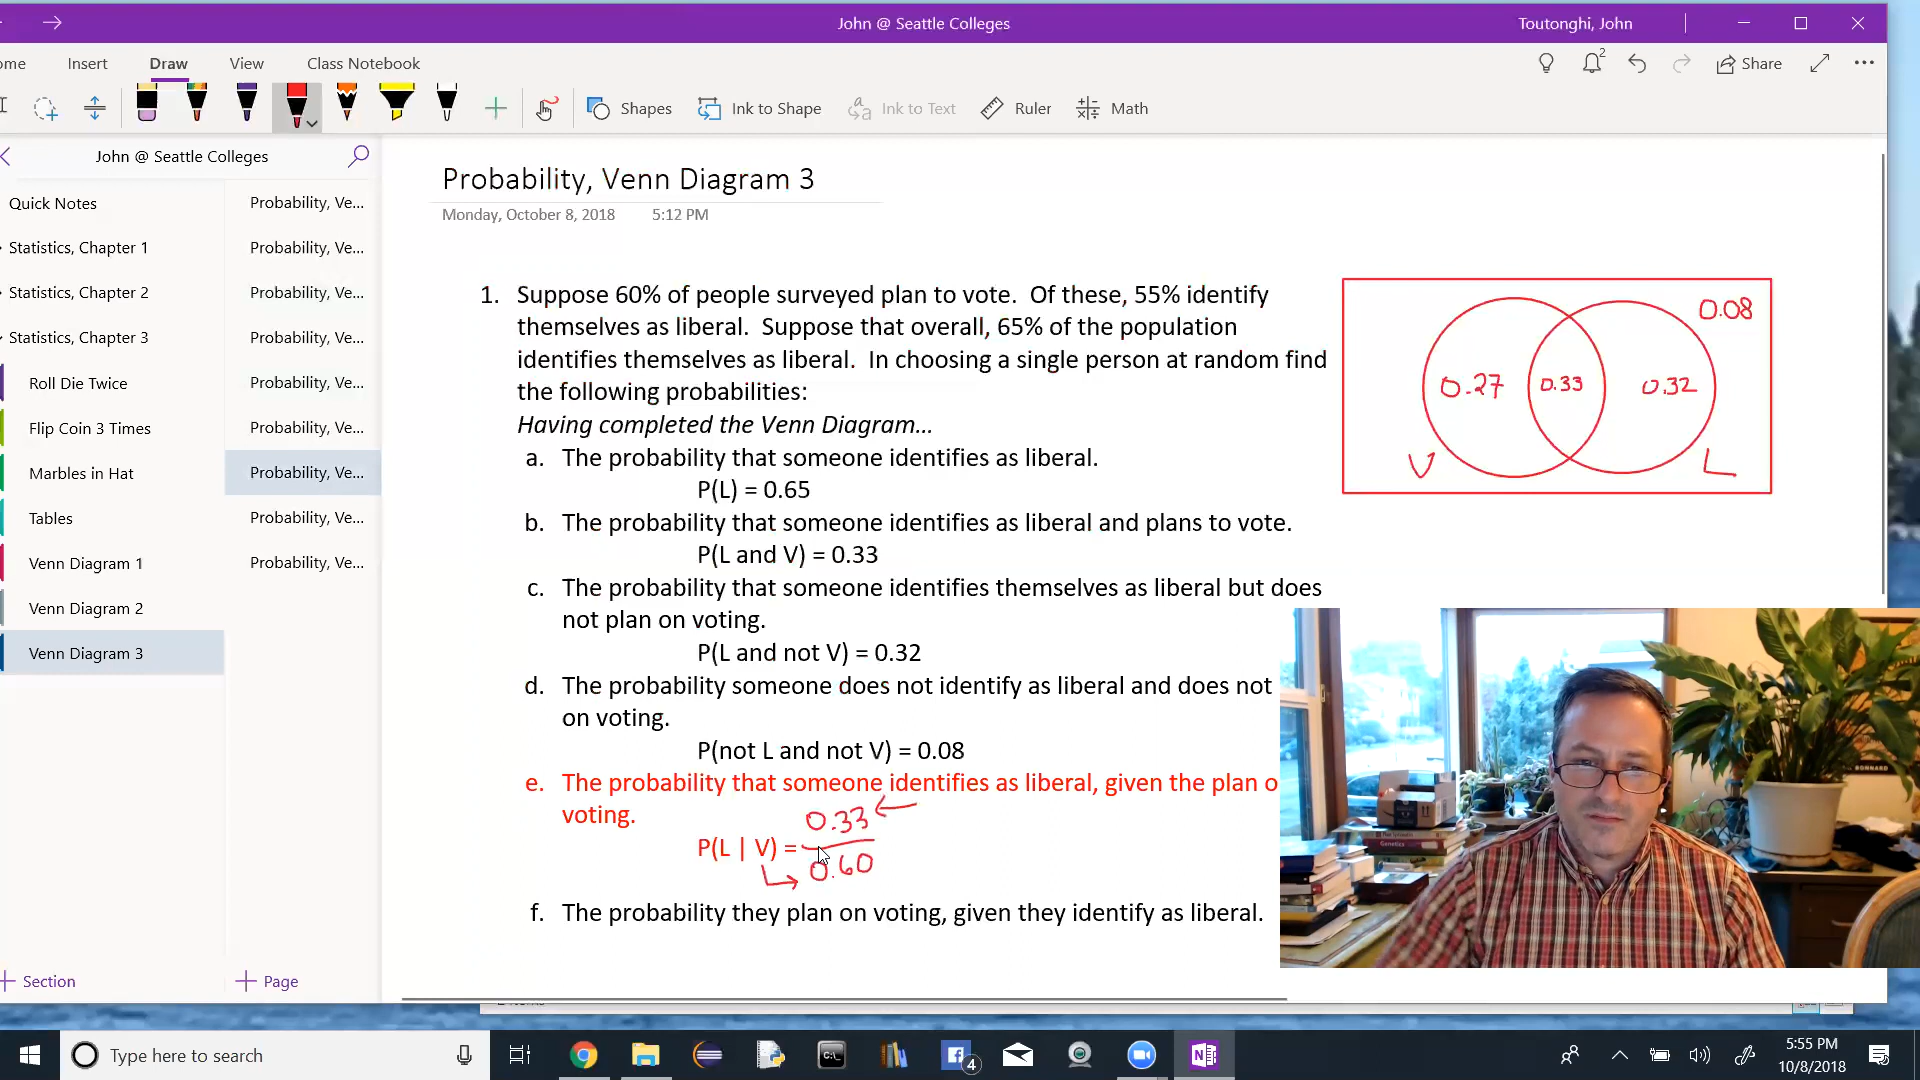 John @ Seattle Colleges
Toutonghi, John
ome
Insert
Draw
View
Class Notebook
2
Share
Shapes
Ink to Shape
Ink to Text
Ruler
Math
John @ Seattle Colleges
Quick Notes
Statistics, Chapter 1
Statistics, Chapter 2
Statistics, Chapter 3
Roll Die Twice
Flip Coin 3 Times
Marbles in Hat
Tables
Venn Diagram 1
Venn Diagram 2
Venn Diagram 3
Section
Probability, Ve...
Probability, Ve...
Probability, Ve...
Probability, Ve...
Probability, Ve...
Probability, Ve...
Probability, Ve...
Probability, Ve...
Probability, Ve...
Page
Probability, Venn Diagram 3
Monday, October 8, 2018 5:12 PM
1. Suppose 60% of people surveyed plan to vote. Of these, 55% identify
themselves as liberal. Suppose that overall, 65% of the population
identifies themselves as liberal. In choosing a single person at random find
the following probabilities:
Having completed the Venn Diagram...
a. The probability that someone identifies as liberal.
P(L) = 0.65
b. The probability that someone identifies as liberal and plans to vote.
P(L and V) = 0.33
c. The probability that someone identifies themselves as liberal but does
not plan on voting.
P(L and not V) = 0.32
d. The probability someone does not identify as liberal and does not
on voting.
P(not L and not V) = 0.08
e. The probability that someone identifies as liberal, given the plan o
voting.
0.33
P(L | V) =
0.60
f. The probability they plan on voting, given they identify as liberal.
0.08
0.27 0.33 0.32
V L
Genetics
Type here to search
C:\
4
N
5:55 PM
10/8/2018